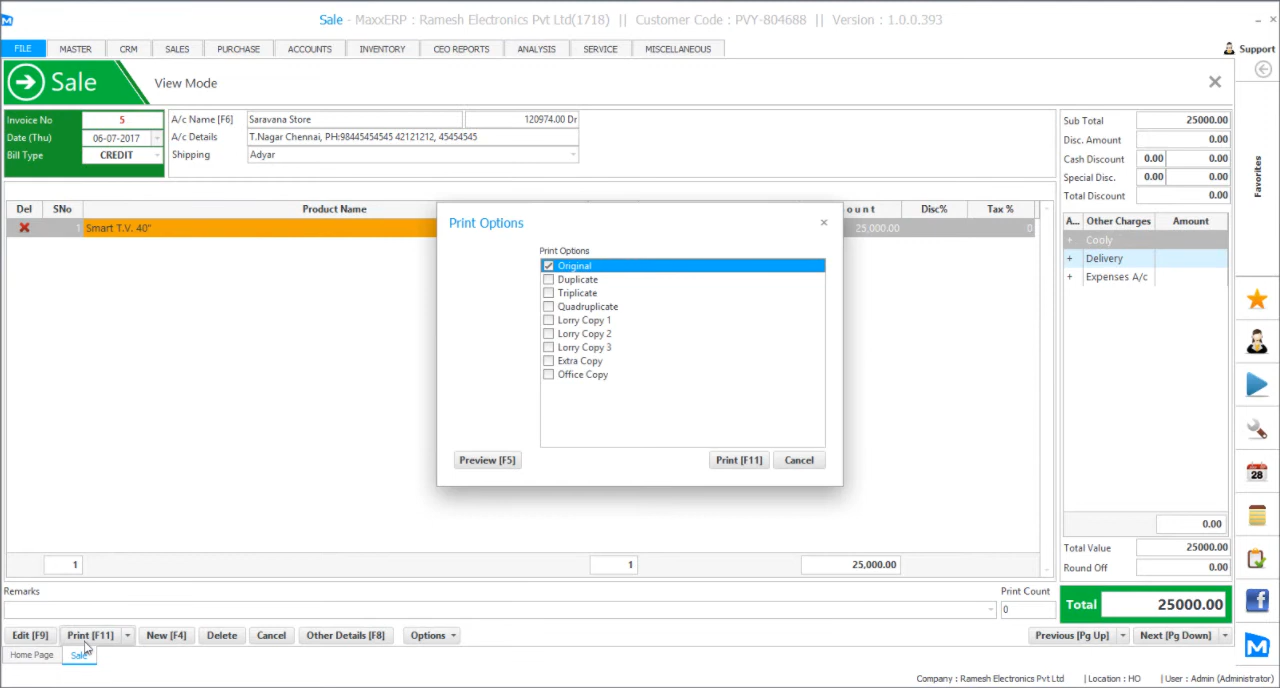 Sale - MaxxERP : Ramesh Electronics Pvt Ltd(1718) || Customer Code : PVY-804688 || Version : 1.0.0.393
FILE MASTER CRM SALES PURCHASE ACCOUNTS INVENTORY CEO REPORTS ANALYSIS SERVICE MISCELLANEOUS Support
Sale View Mode
Invoice No 5 A/c Name [F6] Saravana Store 120974.00 Dr
Date (Thu) 06-07-2017 A/c Details T.Nagar Chennai, PH:98445454545 42121212, 45454545
Bill Type CREDIT Shipping Adyar
Sub Total 25000.00
Disc. Amount 0.00
Cash Discount 0.00 0.00
Special Disc. 0.00 0.00
Total Discount 0.00
Favorites
Del SNo Product Name ount Disc% Tax %
1 Smart T.V. 40" 25,000.00 0
A... Other Charges Amount
+ Cooly
+ Delivery
+ Expenses A/c
Print Options
Print Options
Original
Duplicate
Triplicate
Quadruplicate
Lorry Copy 1
Lorry Copy 2
Lorry Copy 3
Extra Copy
Office Copy
Preview [F5] Print [F11] Cancel
28
0.00
1 1 25,000.00
Total Value 25000.00
Round Off 0.00
Remarks Print Count
0
Total 25000.00
Edit [F9] Print [F11] New [F4] Delete Cancel Other Details [F8] Options Previous [Pg Up] Next [Pg Down]
Home Page Sale
Company : Ramesh Electronics Pvt Ltd | Location : HO | User : Admin (Administrator)